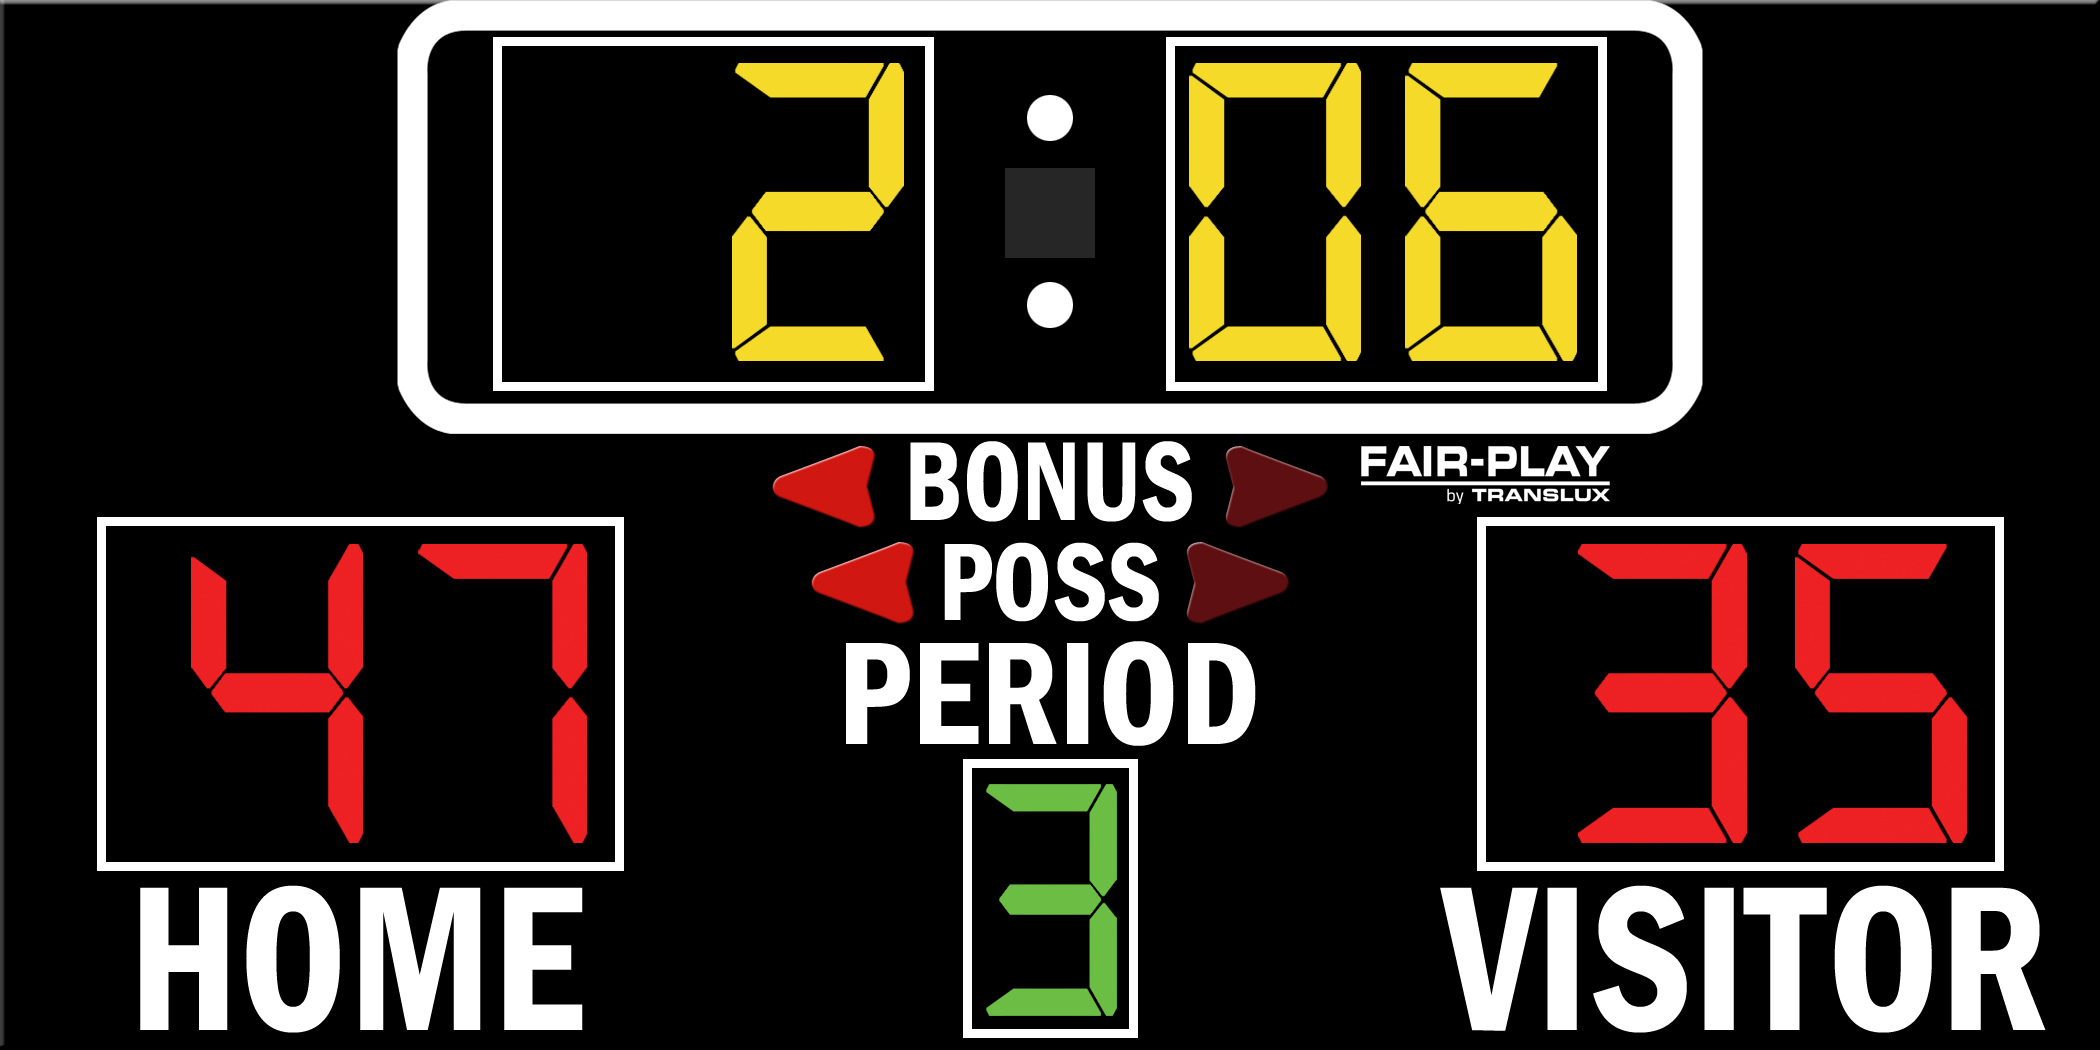 2:06
BONUS
FAIR-PLAY
by TRANSLUX
POSS
PERIOD
47
3
35
HOME
VISITOR